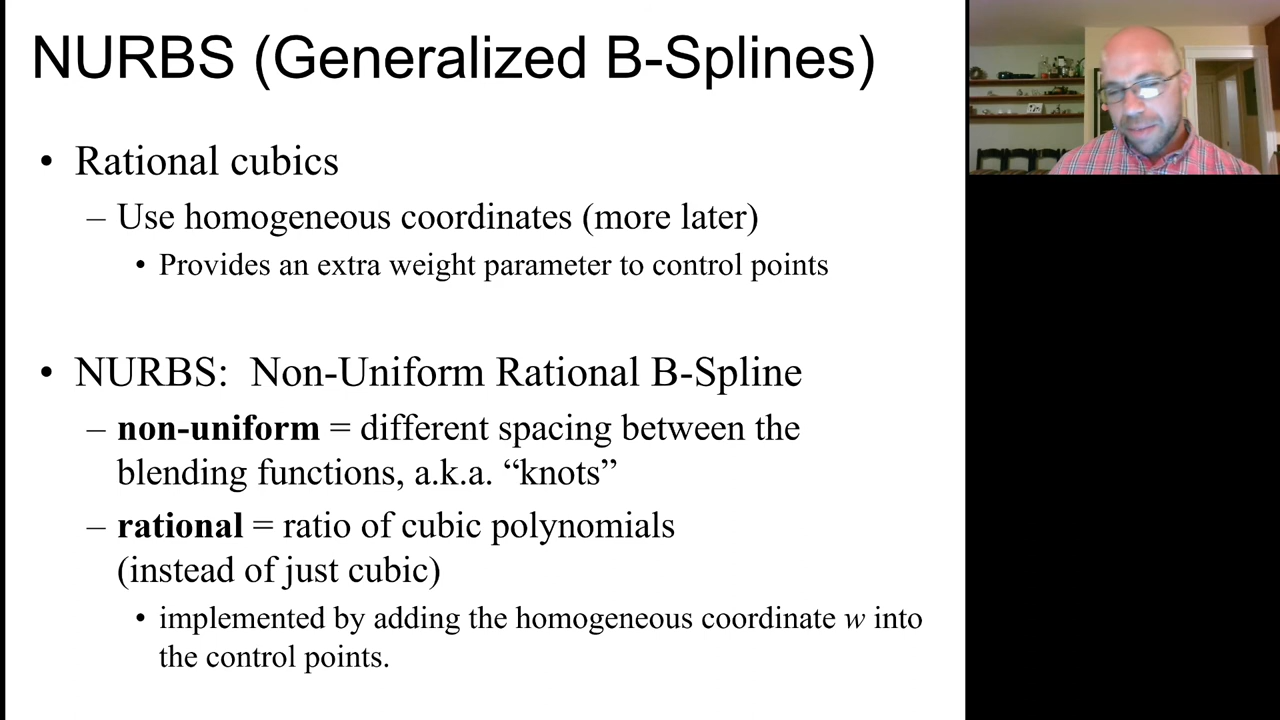 NURBS (Generalized B-Splines)
• Rational cubics
– Use homogeneous coordinates (more later)
• Provides an extra weight parameter to control points
• NURBS: Non-Uniform Rational B-Spline
– non-uniform = different spacing between the
blending functions, a.k.a. “knots”
– rational = ratio of cubic polynomials
(instead of just cubic)
• implemented by adding the homogeneous coordinate w into
the control points.